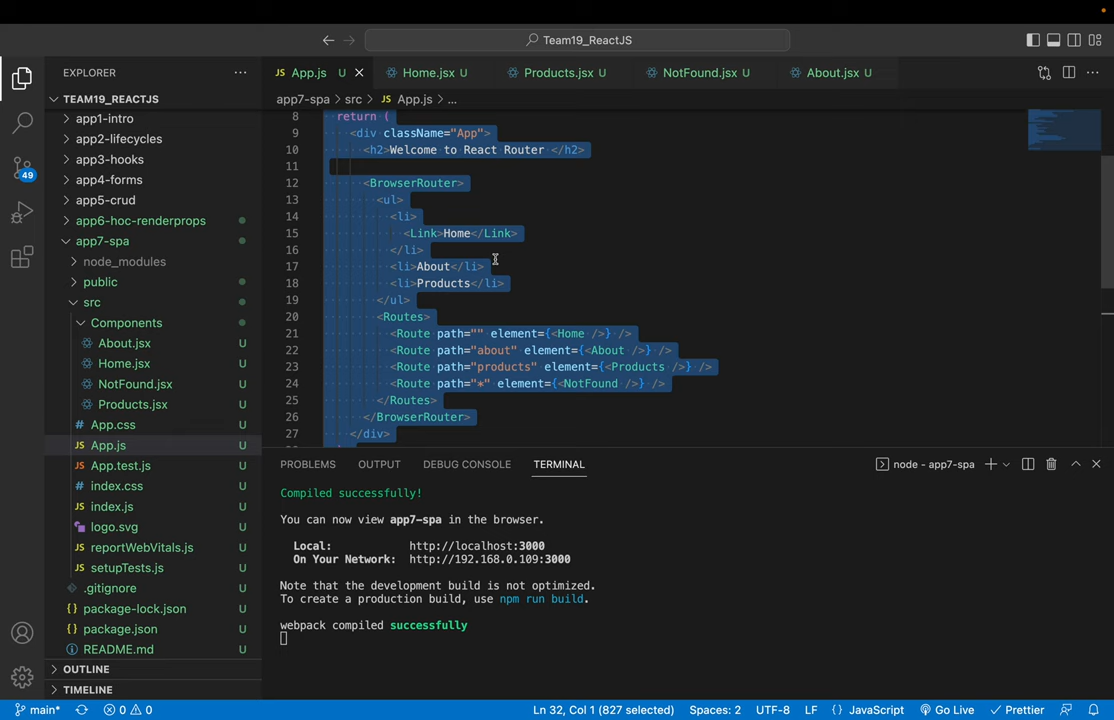 Team19_ReactJS
EXPLORER
App.js U
Home.jsx U
Products.jsx U
NotFound.jsx U
About.jsx U
TEAM19_REACTJS
app7-spa > src > JS App.js > ...
app1-intro
app2-lifecycles
app3-hooks
app4-forms
app5-crud
app6-hoc-renderprops
app7-spa
node_modules
public
src
Components
About.jsx U
Home.jsx U
NotFound.jsx U
Products.jsx U
# App.css U
JS App.js U
JS App.test.js U
# index.css U
JS index.js U
logo.svg U
JS reportWebVitals.js U
JS setupTests.js U
.gitignore U
{} package-lock.json U
{} package.json U
README.md U
OUTLINE
TIMELINE
49
8 return (
9 <div className="App">
10 <h2>Welcome to React Router </h2>
11
12 <BrowserRouter>
13 <ul>
14 <li>
15 <Link>Home</Link>
16 </li>
17 <li>About</li>
18 <li>Products</li>
19 </ul>
20 <Routes>
21 <Route path="" element={<Home />} />
22 <Route path="about" element={<About />} />
23 <Route path="products" element={<Products />} />
24 <Route path="*" element={<NotFound />} />
25 </Routes>
26 </BrowserRouter>
27 </div>
PROBLEMS OUTPUT DEBUG CONSOLE TERMINAL
node - app7-spa
Compiled successfully!
You can now view app7-spa in the browser.
Local: http://localhost:3000
On Your Network: http://192.168.0.109:3000
Note that the development build is not optimized.
To create a production build, use npm run build.
webpack compiled successfully
main* 0 0 Ln 32, Col 1 (827 selected) Spaces: 2 UTF-8 LF {} JavaScript Go Live Prettier